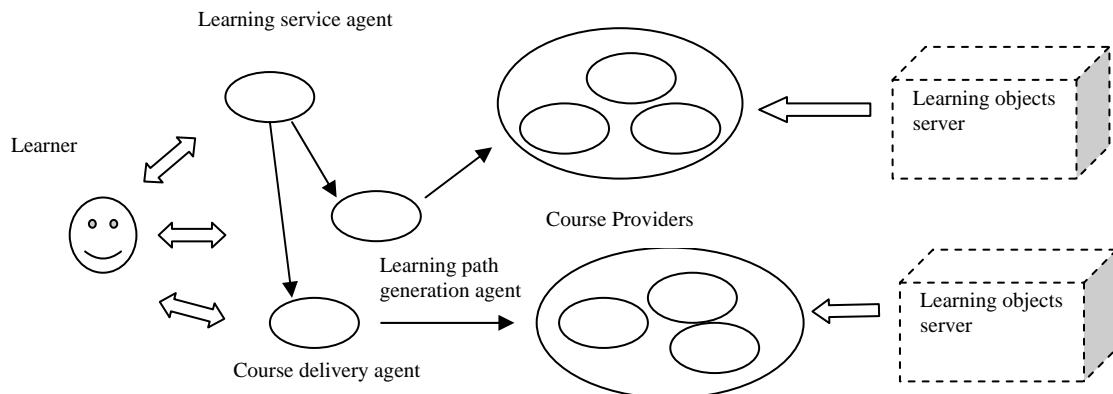 Learning service agent
Learning objects
server
Learner
Course Providers
Learning path
generation agent
Learning objects
server
Course delivery agent